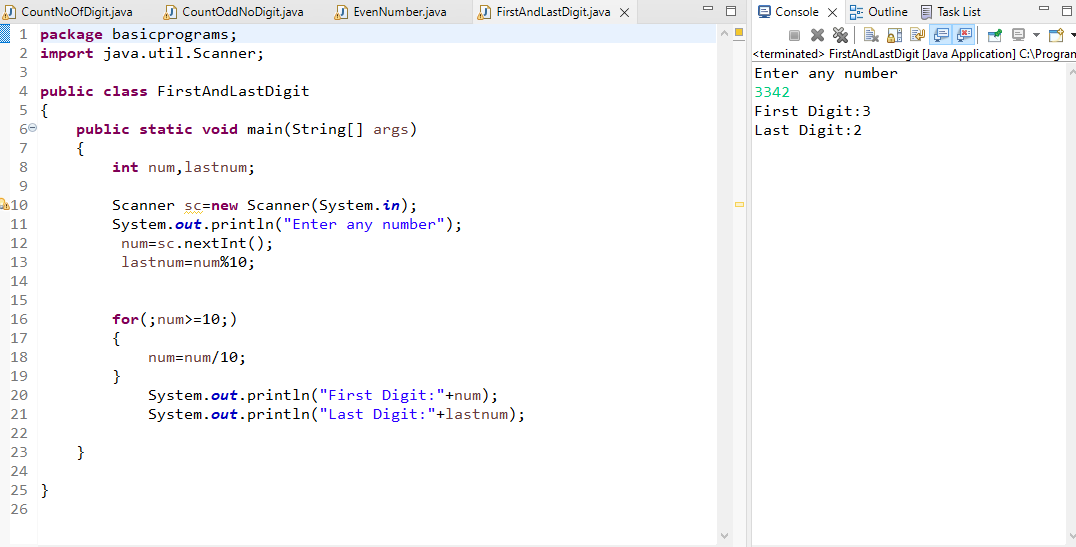 CountNoOfDigit.java CountOddNoDigit.java EvenNumber.java FirstAndLastDigit.java
1 package basicprograms;
2 import java.util.Scanner;
3
4 public class FirstAndLastDigit
5 {
6 public static void main(String[] args)
7 {
8 int num,lastnum;
9
10 Scanner sc=new Scanner(System.in);
11 System.out.println("Enter any number");
12 num=sc.nextInt();
13 lastnum=num%10;
14
15
16 for(;num>=10;)
17 {
18 num=num/10;
19 }
20 System.out.println("First Digit:"+num);
21 System.out.println("Last Digit:"+lastnum);
22
23 }
24
25 }
26
Console Outline Task List
<terminated> FirstAndLastDigit [Java Application] C:\Program
Enter any number
3342
First Digit:3
Last Digit:2